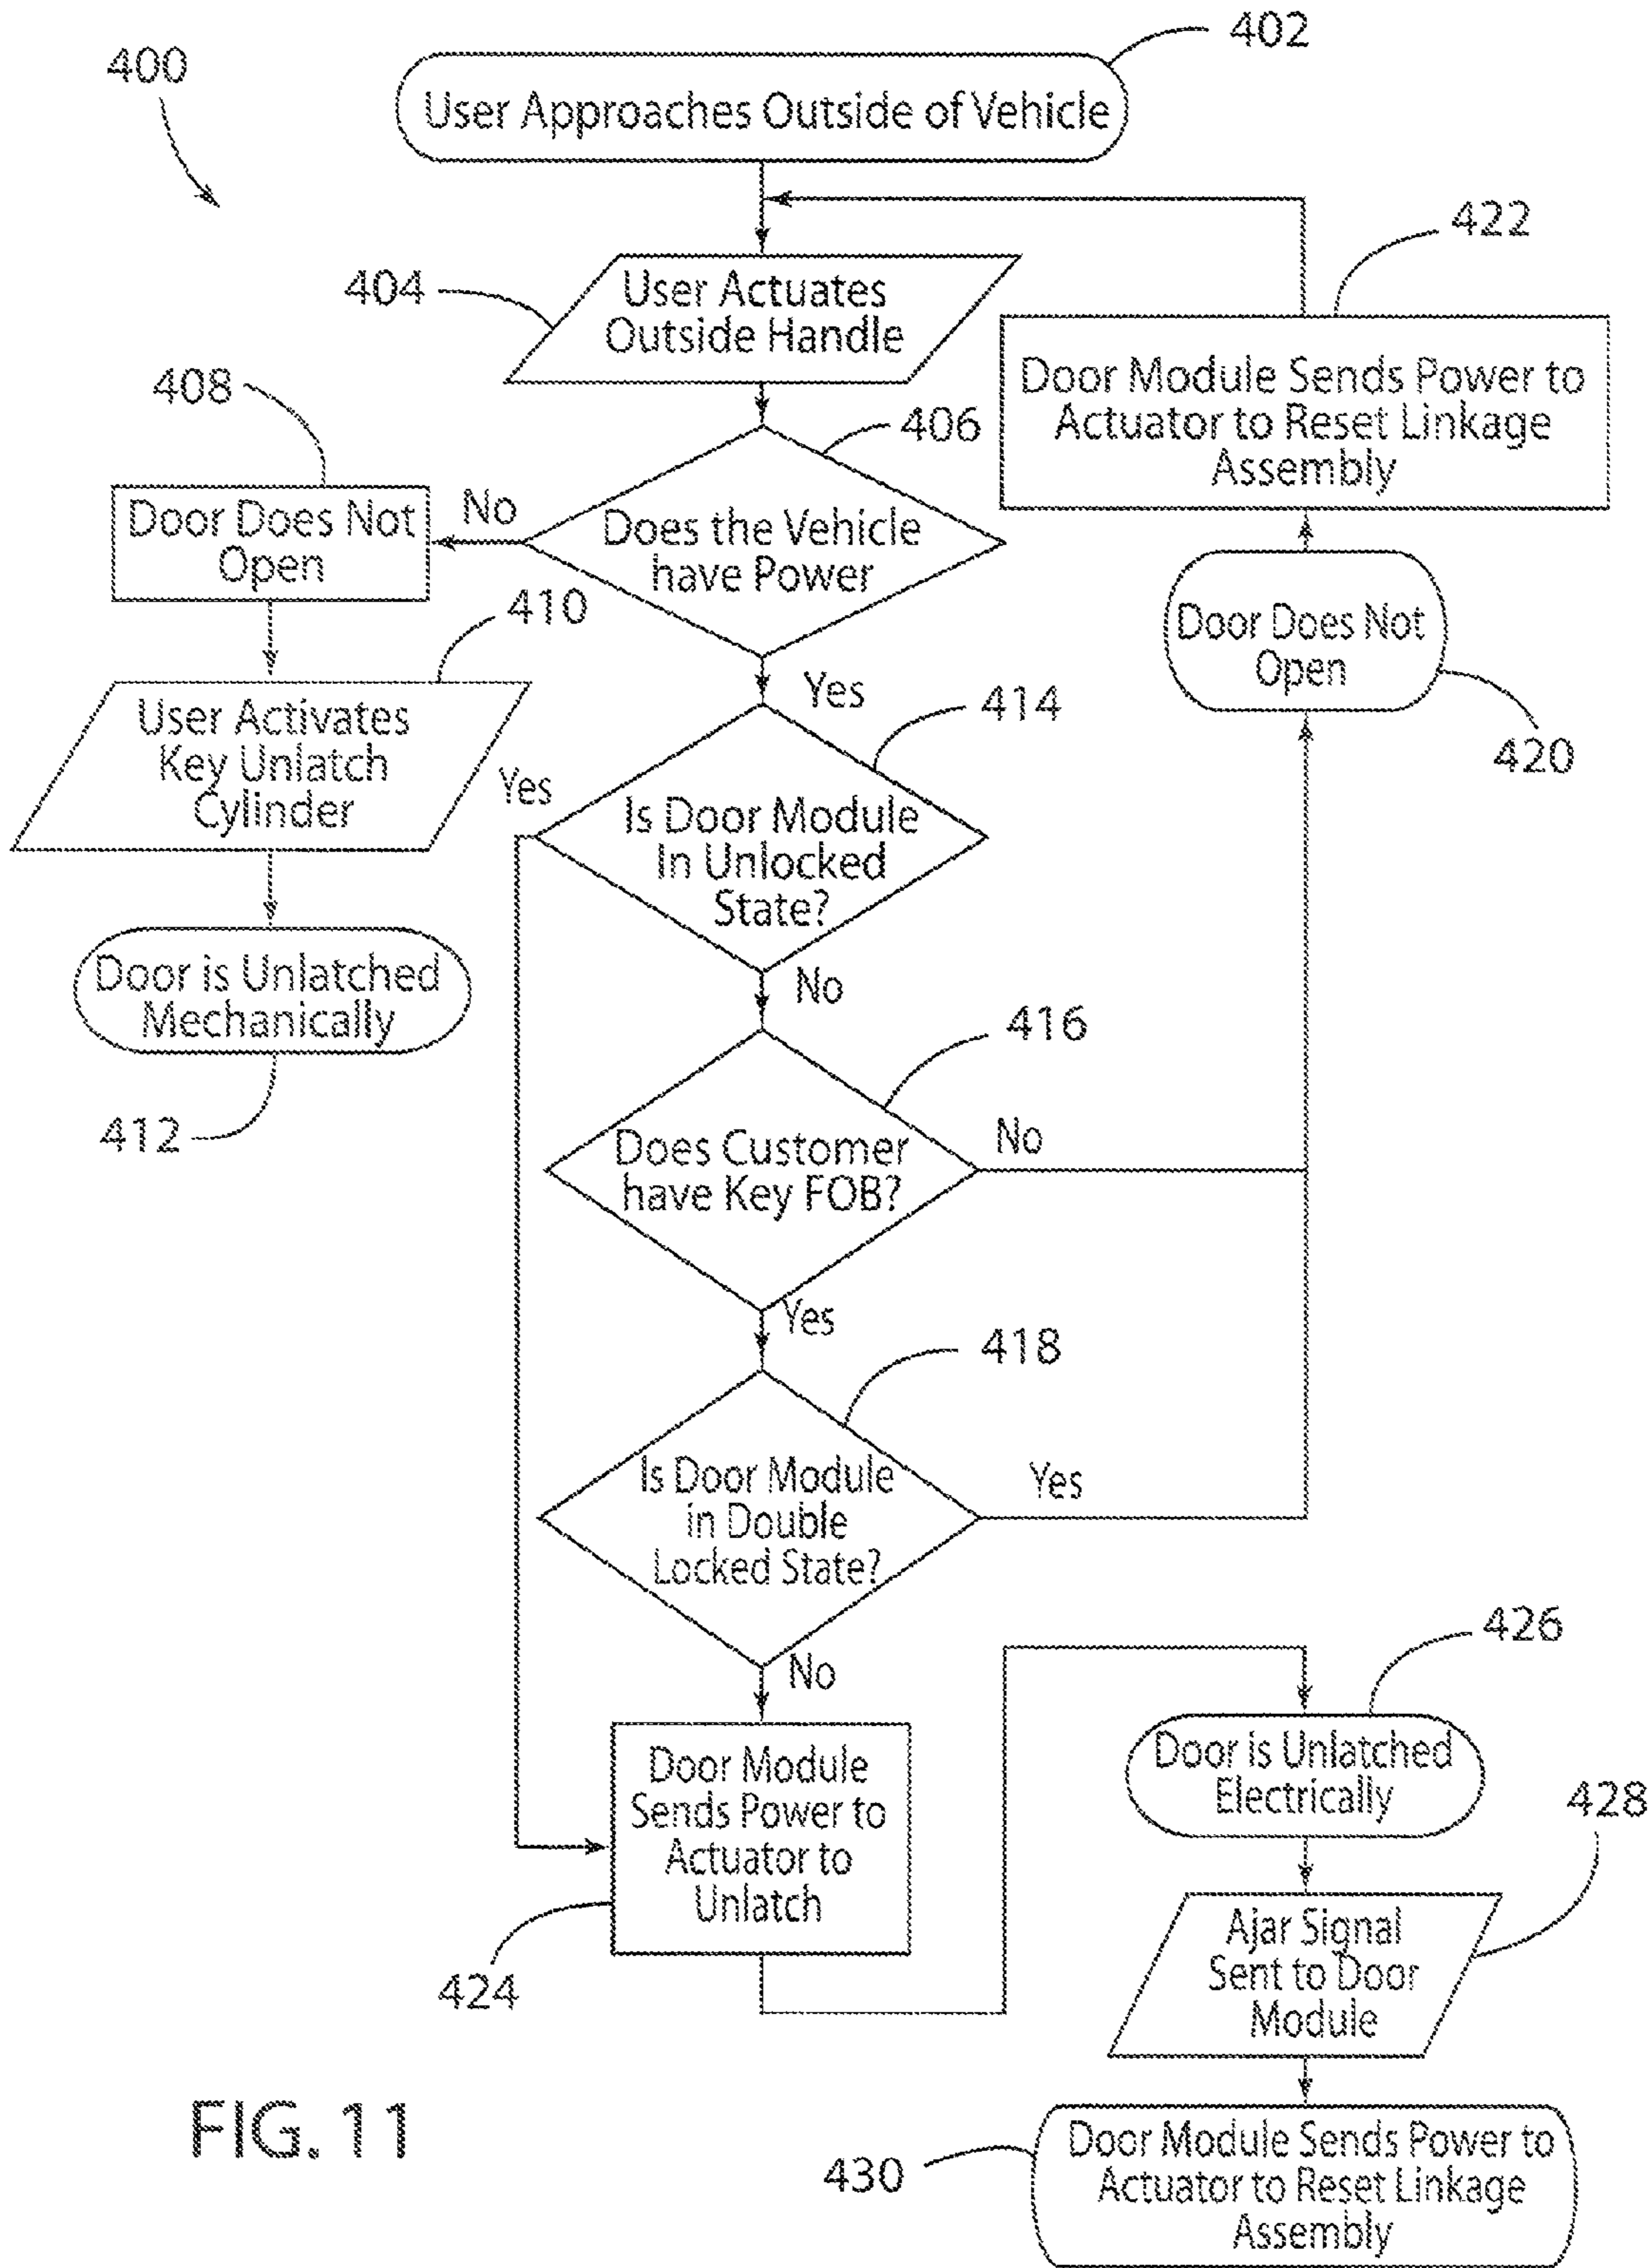 402
400
User Approaches Outside of Vehicle
422
404
User Actuates
Outside Handle
Door Module Sends Power to
Actuator to Reset Linkage
Assembly
408
406
Door Does Not
Open
No
Does the Vehicle
have Power
Yes
410
Door Does Not
Open
420
User Activates
Key Unlatch
Cylinder
414
Yes
Is Door Module
In Unlocked
State?
No
Door is Unlatched
Mechanically
412
416
Does Customer
have Key FOB?
No
Yes
418
Is Door Module
in Double
Locked State?
Yes
No
426
Door Module
Sends Power to
Actuator to
Unlatch
424
Door is Unlatched
Electrically
428
Ajar Signal
Sent to Door
Module
430
Door Module Sends Power to
Actuator to Reset Linkage
Assembly
FIG. 11